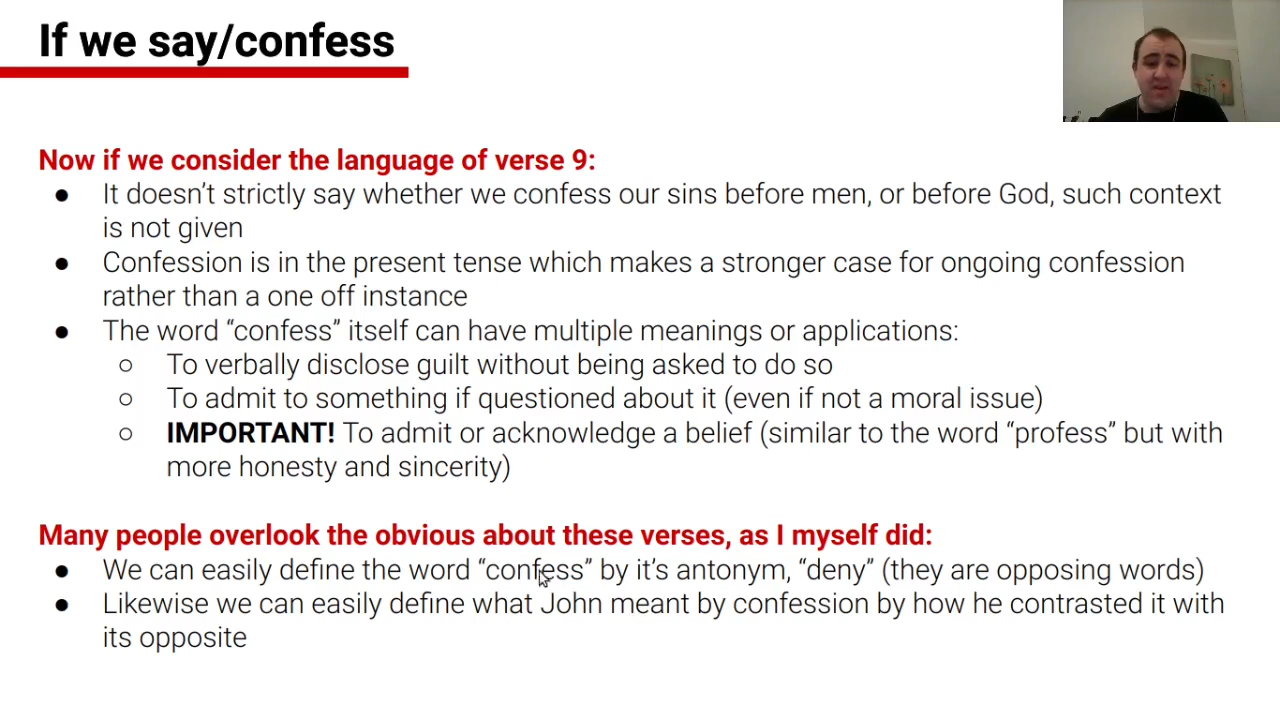 If we say/confess
Now if we consider the language of verse 9:
● It doesn’t strictly say whether we confess our sins before men, or before God, such context
is not given
● Confession is in the present tense which makes a stronger case for ongoing confession
rather than a one off instance
● The word “confess” itself can have multiple meanings or applications:
○ To verbally disclose guilt without being asked to do so
○ To admit to something if questioned about it (even if not a moral issue)
○ IMPORTANT! To admit or acknowledge a belief (similar to the word “profess” but with
more honesty and sincerity)
Many people overlook the obvious about these verses, as I myself did:
● We can easily define the word “confess” by it’s antonym, “deny” (they are opposing words)
● Likewise we can easily define what John meant by confession by how he contrasted it with
its opposite